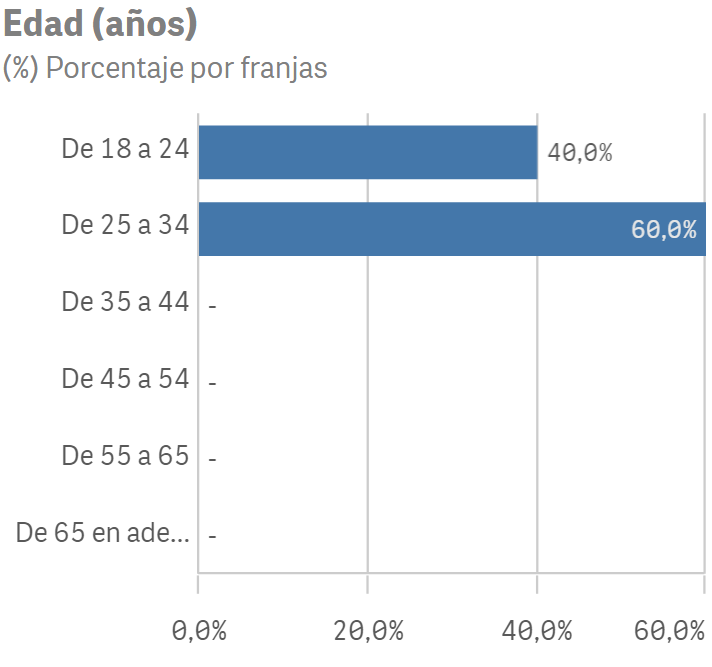 Edad (años)
(%) Porcentaje por franjas
De 18 a 24 40,0%
De 25 a 34 60,0%
De 35 a 44 -
De 45 a 54 -
De 55 a 65 -
De 65 en ade... -
0,0% 20,0% 40,0% 60,0%